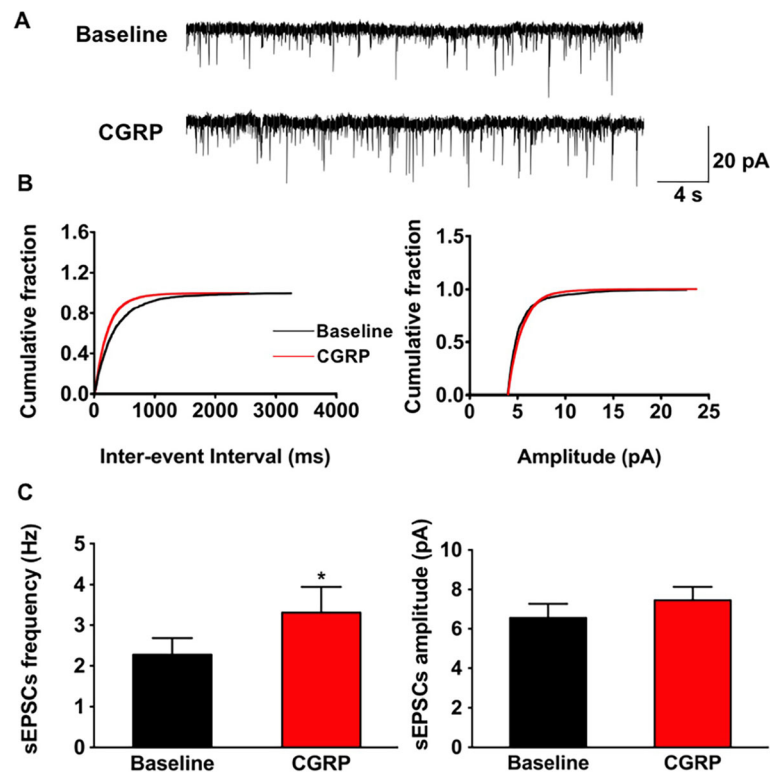 A
Baseline
CGRP
20 pA
4 s
B
Cumulative fraction
1.6
1.2
0.8
0.4
0.0
0
1000
2000
3000
4000
Inter-event Interval (ms)
Baseline
CGRP
Cumulative fraction
1.5
1.0
0.5
0.0
0
5
10
15
20
25
Amplitude (pA)
C
sEPSCs frequency (Hz)
5
4
3
2
1
0
*
Baseline
CGRP
sEPSCs amplitude (pA)
10
8
6
4
2
0
Baseline
CGRP